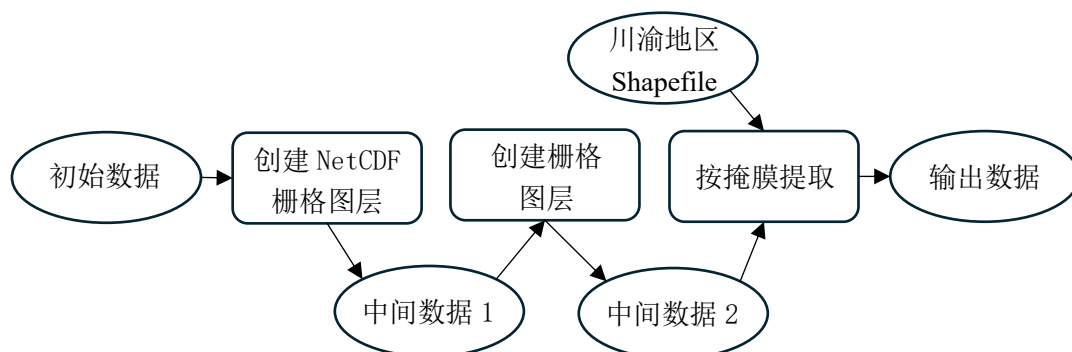 川渝地区
Shapefile
初始数据
创建 NetCDF
栅格图层
创建栅格
图层
按掩膜提取
输出数据
中间数据 1
中间数据 2